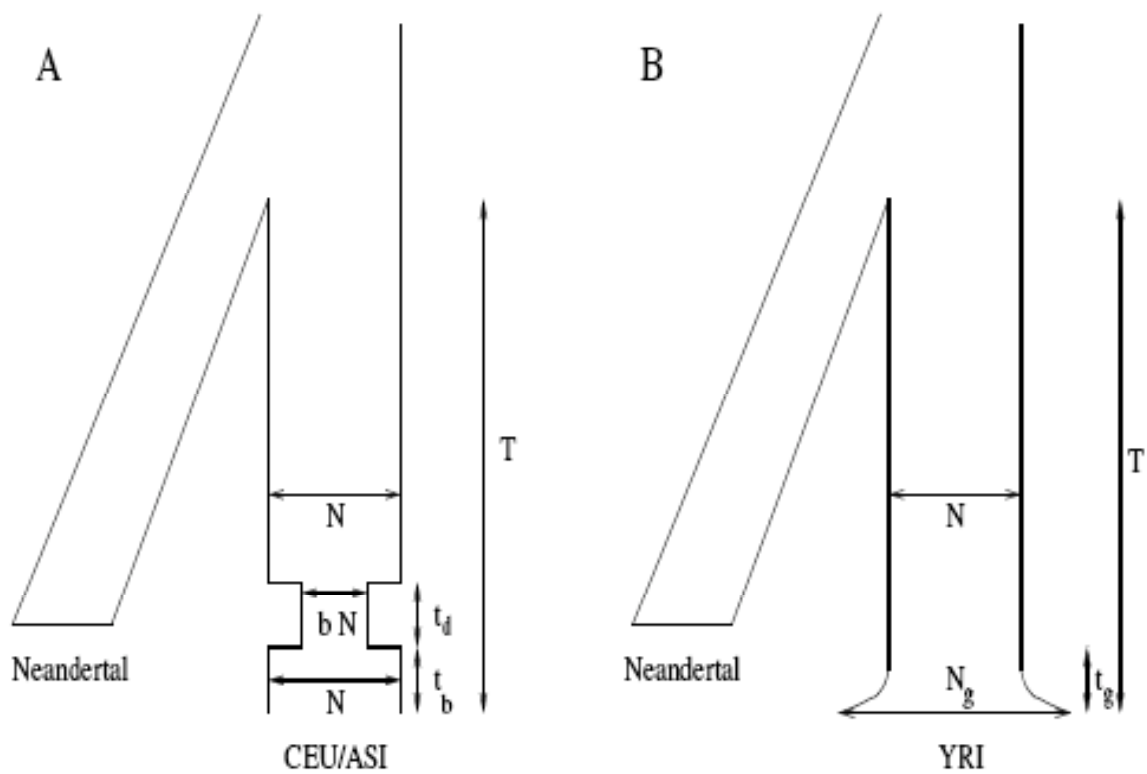 A
B
T
T
N
N
b N
t_d
N
t_b
N_g
t_g
Neandertal
Neandertal
CEU/ASI
YRI